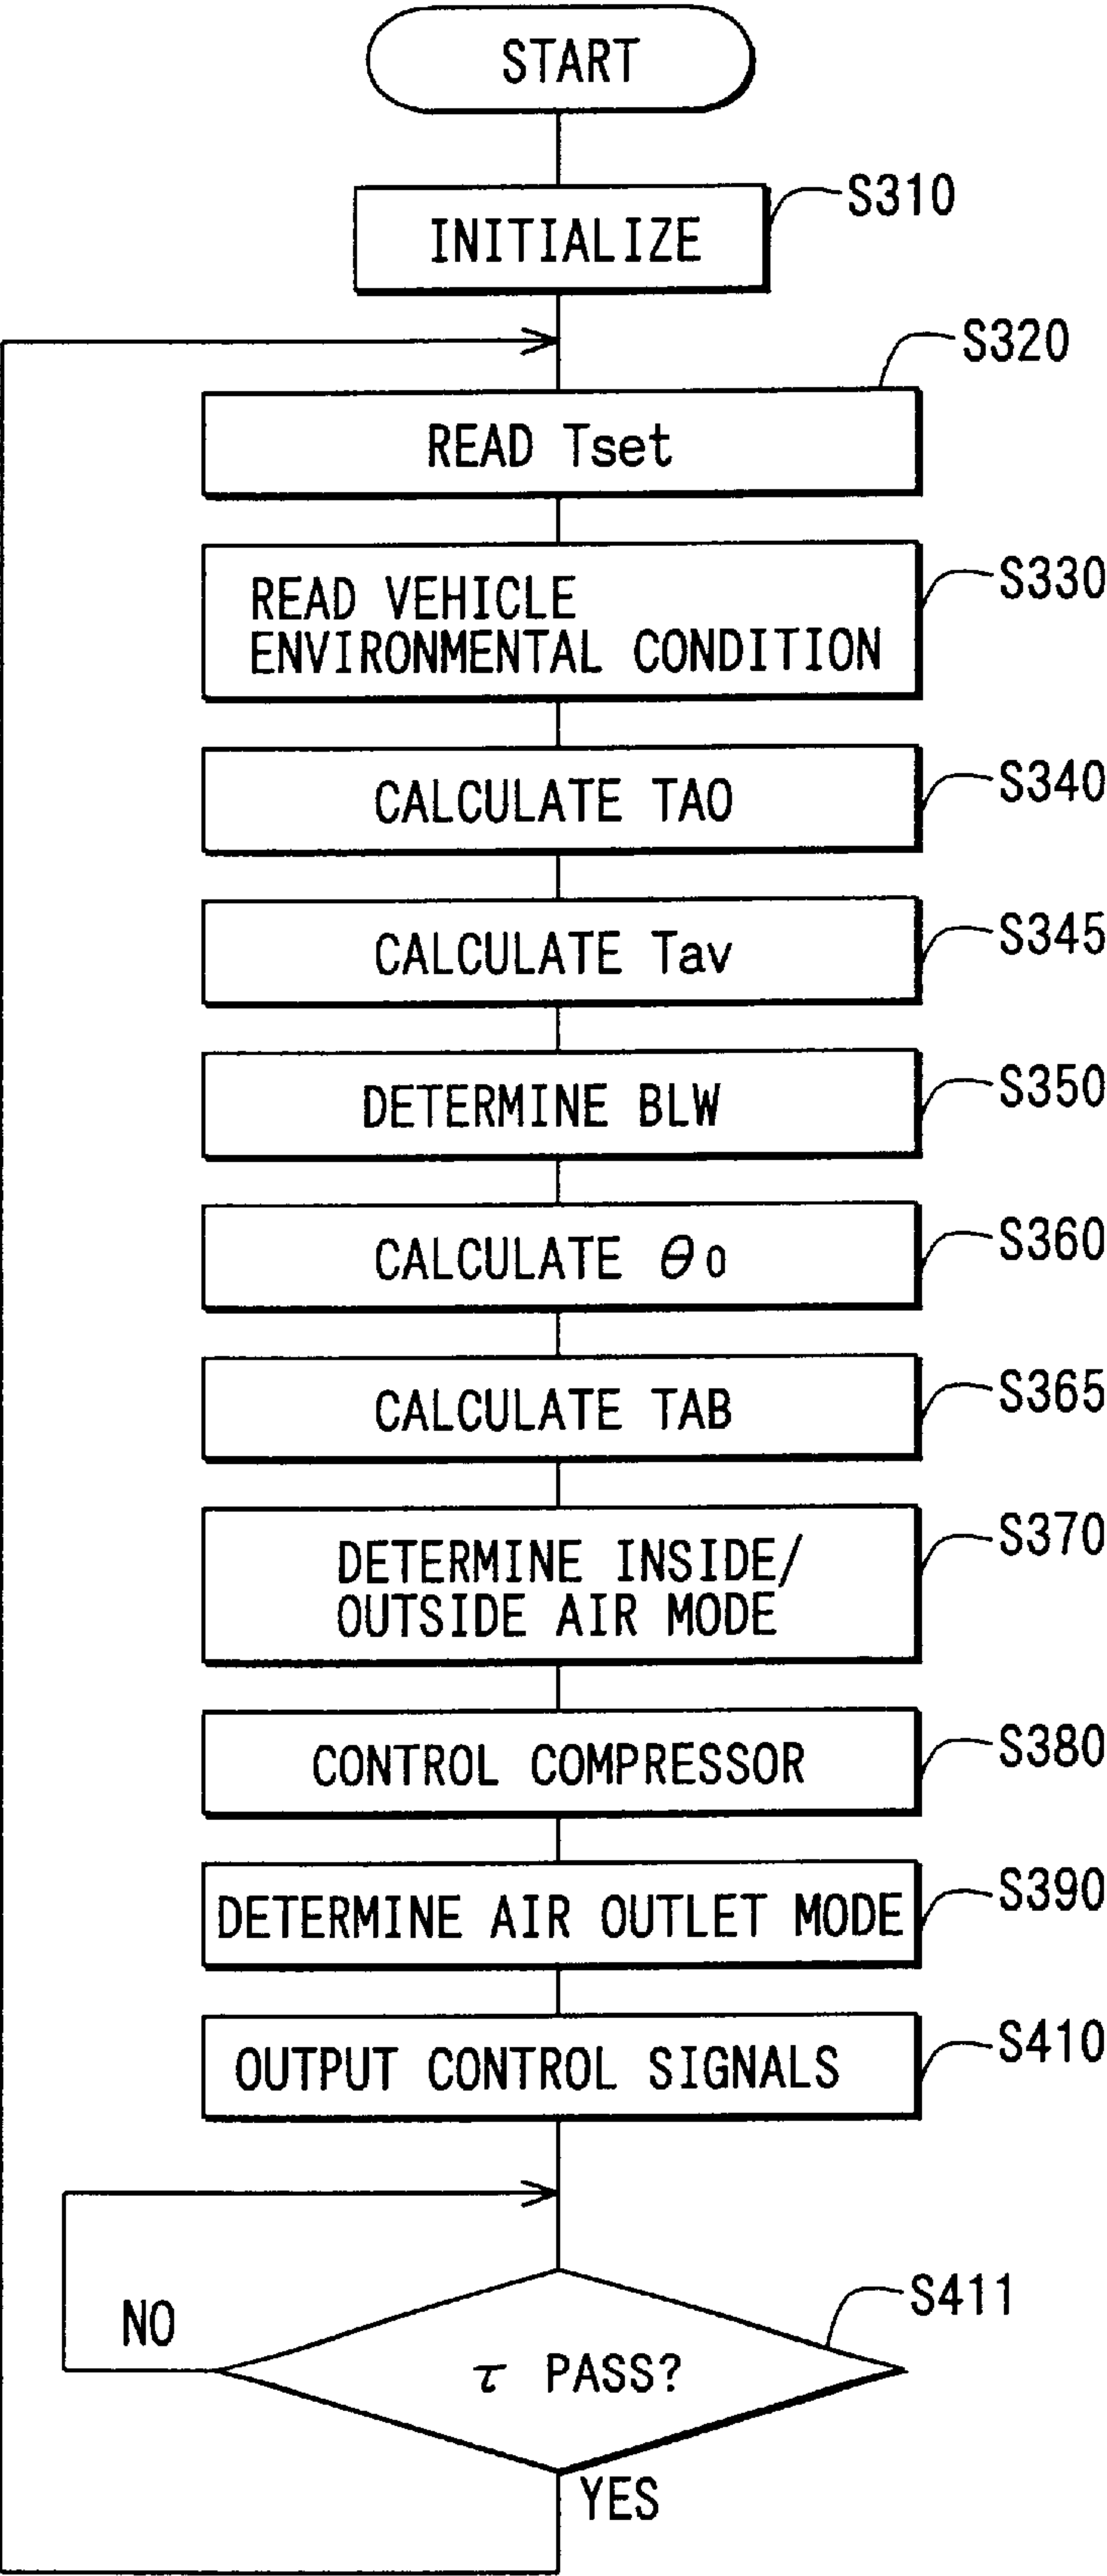 START
INITIALIZE
S310
S320
READ Tset
READ VEHICLE
ENVIRONMENTAL CONDITION
S330
CALCULATE TAO
S340
CALCULATE Tav
S345
DETERMINE BLW
S350
CALCULATE θ0
S360
CALCULATE TAB
S365
DETERMINE INSIDE/
OUTSIDE AIR MODE
S370
CONTROL COMPRESSOR
S380
DETERMINE AIR OUTLET MODE
S390
OUTPUT CONTROL SIGNALS
S410
S411
NO
τ PASS?
YES